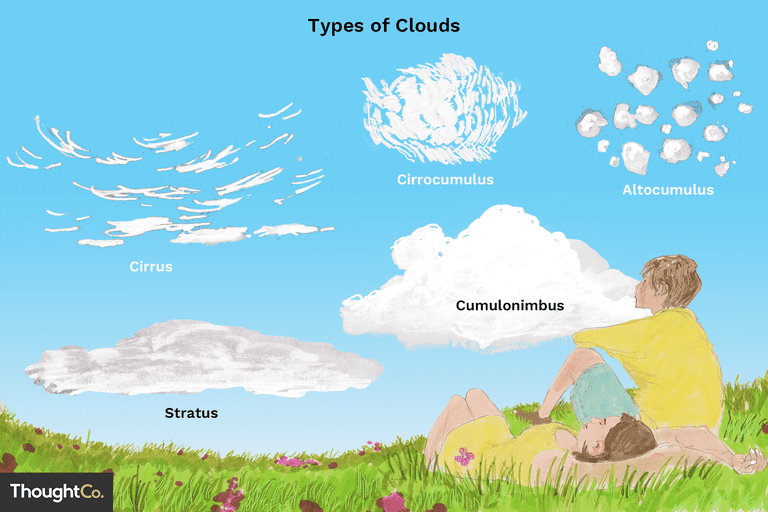 Types of Clouds
Cirrocumulus
Altocumulus
Cirrus
Cumulonimbus
Stratus
ThoughtCo.